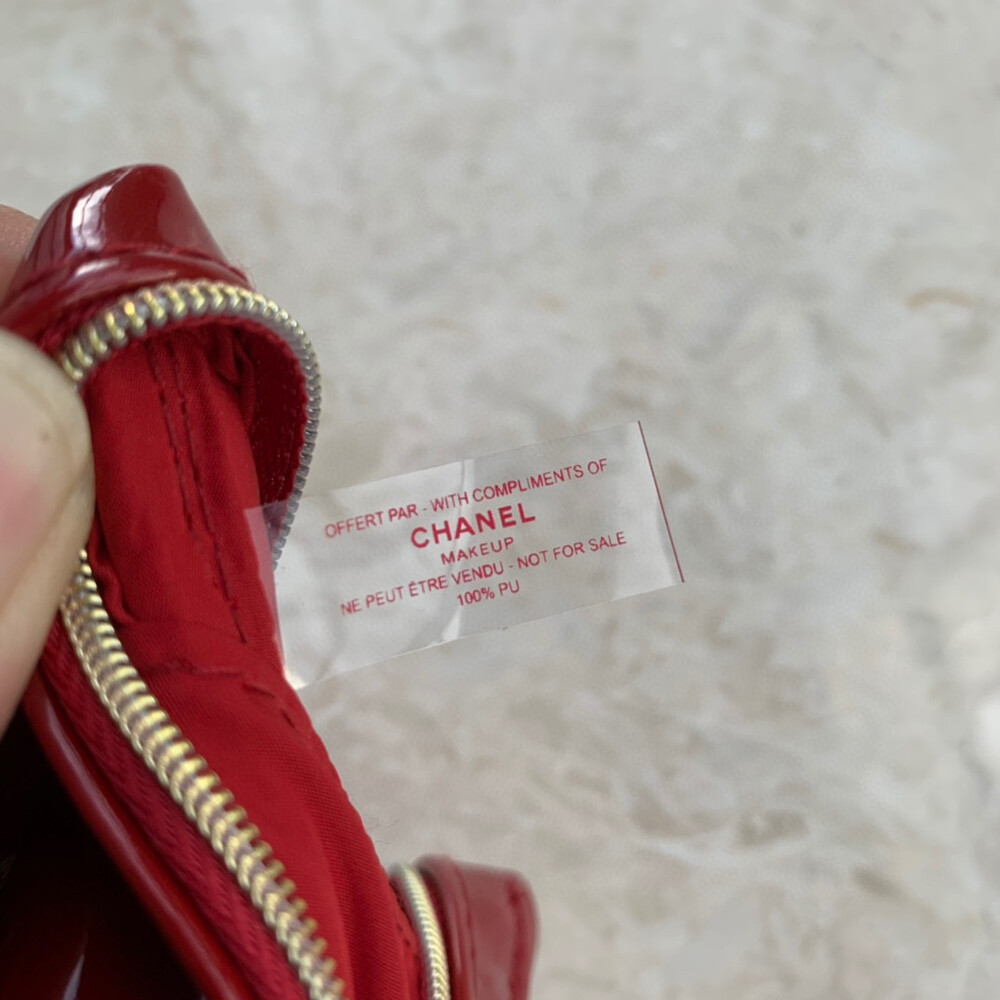 OFFERT PAR - WITH COMPLIMENTS OF
CHANEL
MAKEUP
NE PEUT ÊTRE VENDU - NOT FOR SALE
100% PU